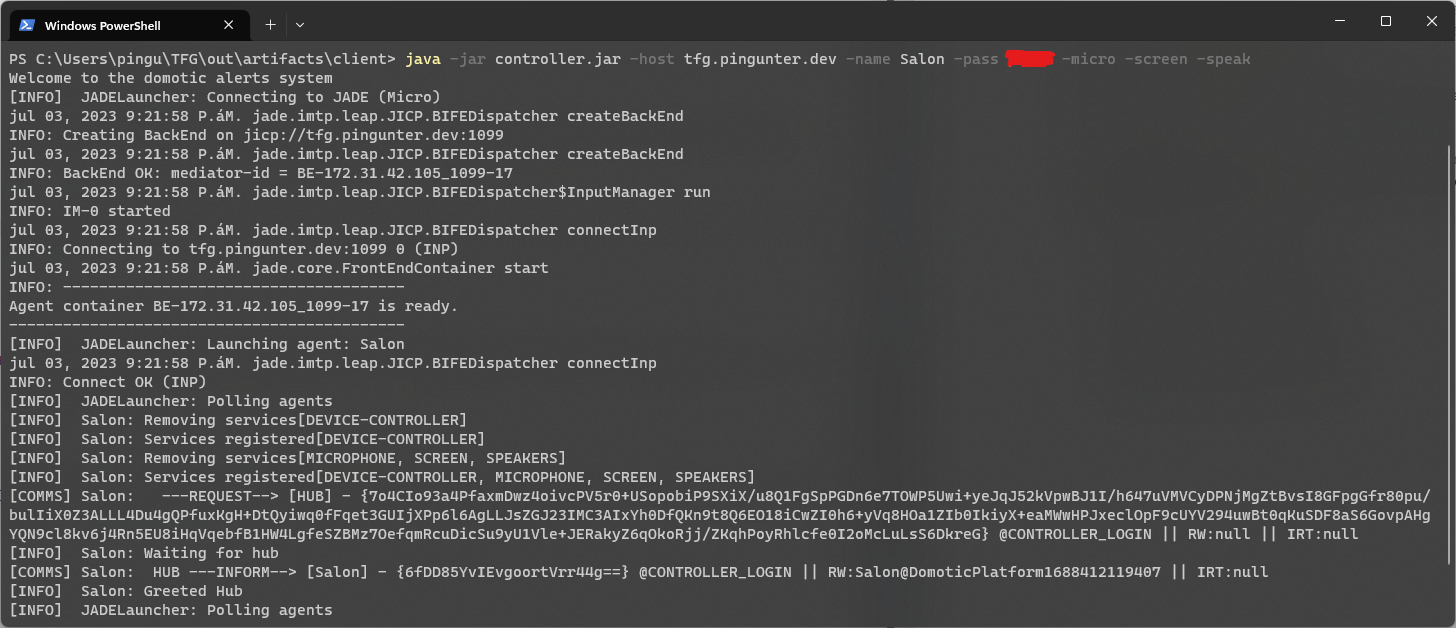 Windows PowerShell
PS C:\Users\pingu\TFG\out\artifacts\client> java -jar controller.jar -host tfg.pingunter.dev -name Salon -pass -micro -screen -speak
Welcome to the domotic alerts system
[INFO]  JADELauncher: Connecting to JADE (Micro)
jul 03, 2023 9:21:58 P.áM. jade.imtp.leap.JICP.BIFEDispatcher createBackEnd
INFO: Creating BackEnd on jicp://tfg.pingunter.dev:1099
jul 03, 2023 9:21:58 P.áM. jade.imtp.leap.JICP.BIFEDispatcher createBackEnd
INFO: BackEnd OK: mediator-id = BE-172.31.42.105_1099-17
jul 03, 2023 9:21:58 P.áM. jade.imtp.leap.JICP.BIFEDispatcher$InputManager run
INFO: IM-0 started
jul 03, 2023 9:21:58 P.áM. jade.imtp.leap.JICP.BIFEDispatcher connectInp
INFO: Connecting to tfg.pingunter.dev:1099 0 (INP)
jul 03, 2023 9:21:58 P.áM. jade.core.FrontEndContainer start
INFO: --------------------------------------
Agent container BE-172.31.42.105_1099-17 is ready.
--------------------------------------------
[INFO]  JADELauncher: Launching agent: Salon
jul 03, 2023 9:21:58 P.áM. jade.imtp.leap.JICP.BIFEDispatcher connectInp
INFO: Connect OK (INP)
[INFO]  JADELauncher: Polling agents
[INFO]  Salon: Removing services[DEVICE-CONTROLLER]
[INFO]  Salon: Services registered[DEVICE-CONTROLLER]
[INFO]  Salon: Removing services[MICROPHONE, SCREEN, SPEAKERS]
[INFO]  Salon: Services registered[DEVICE-CONTROLLER, MICROPHONE, SCREEN, SPEAKERS]
[COMMS] Salon:   ---REQUEST--> [HUB] - {7o4CIo93a4PfaxmDwz4oivcPV5r0+USopobiP9SXiX/u8Q1FgSpPGDn6e7TOWP5Uwi+yeJqJ52kVpwBJ1I/h647uVMVCyDPNjMgZtBvsI8GFpgGfr80pu/
bulIiX0Z3ALLL4Du4gQPfuxKgH+DtQyiwq0fFqet3GUIjXPp6l6AgLLJsZGJ23IMC3AIxYh0DfQKn9t8Q6EO18iCwZI0h6+yVq8HOa1ZIb0IkiyX+eaMWwHPJxeclOpF9cUYV294uwBt0qKuSDF8aS6GovpAHg
YQN9cl8kv6j4Rn5EU8iHqVqebfB1HW4LgfeSZBMz7OefqmRcuDicSu9yU1Vle+JERakyZ6qOkoRjj/ZKqhPoyRhlcfe0I2oMcLuLsS6DkreG} @CONTROLLER_LOGIN || RW:null || IRT:null
[INFO]  Salon: Waiting for hub
[COMMS] Salon:  HUB ---INFORM--> [Salon] - {6fDD85YvIEvgoortVrr44g==} @CONTROLLER_LOGIN || RW:Salon@DomoticPlatform1688412119407 || IRT:null
[INFO]  Salon: Greeted Hub
[INFO]  JADELauncher: Polling agents